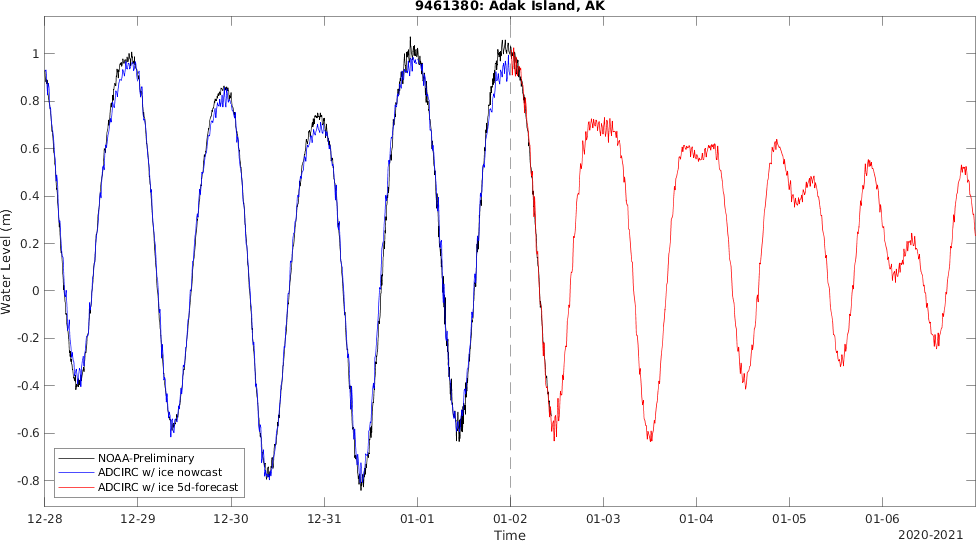 9461380: Adak Island, AK
Water Level (m)
1
0.8
0.6
0.4
0.2
0
-0.2
-0.4
-0.6
-0.8
NOAA-Preliminary
ADCIRC w/ ice nowcast
ADCIRC w/ ice 5d-forecast
12-28 12-29 12-30 12-31 01-01 01-02 01-03 01-04 01-05 01-06
Time
2020-2021